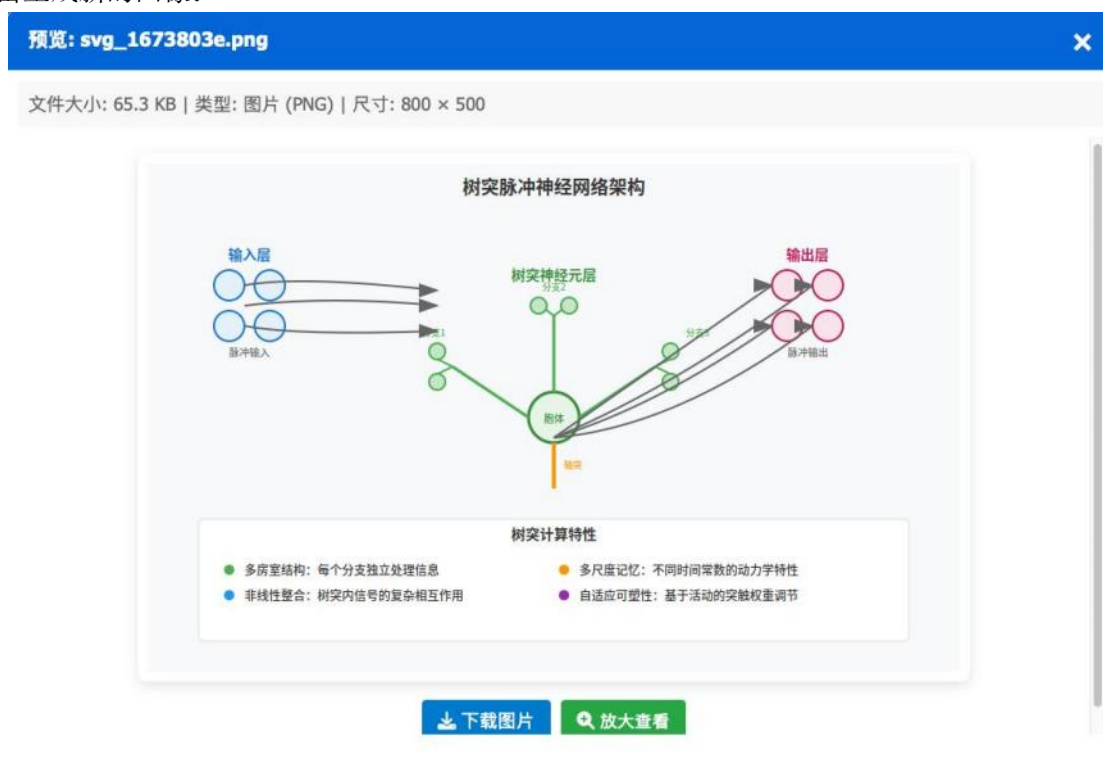 预览: svg_1673803e.png
文件大小: 65.3 KB | 类型: 图片 (PNG) | 尺寸: 800 × 500
树突脉冲神经网络架构
输入层
输出层
树突神经元层
分支2
分支3
脉冲输入
脉冲输出
胞体
轴突
树突计算特性
多房室结构：每个分支独立处理信息
多尺度记忆：不同时间常数的动力学特性
非线性整合：树突内信号的复杂相互作用
自适应可塑性：基于活动的突触权重调节
下载图片
放大查看